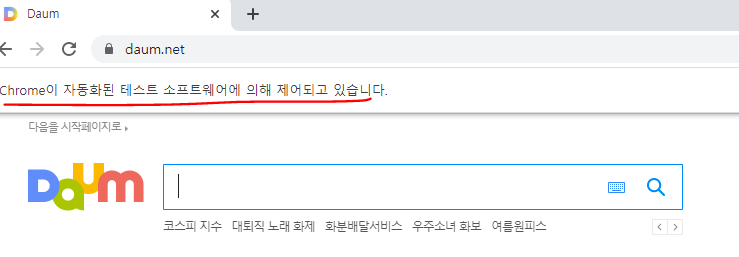 Daum
daum.net
Chrome이 자동화된 테스트 소프트웨어에 의해 제어되고 있습니다.
다음을 시작페이지로
Daum
코스피 지수 대퇴직 노래 화제 화분배달서비스 우주소녀 화보 여름원피스